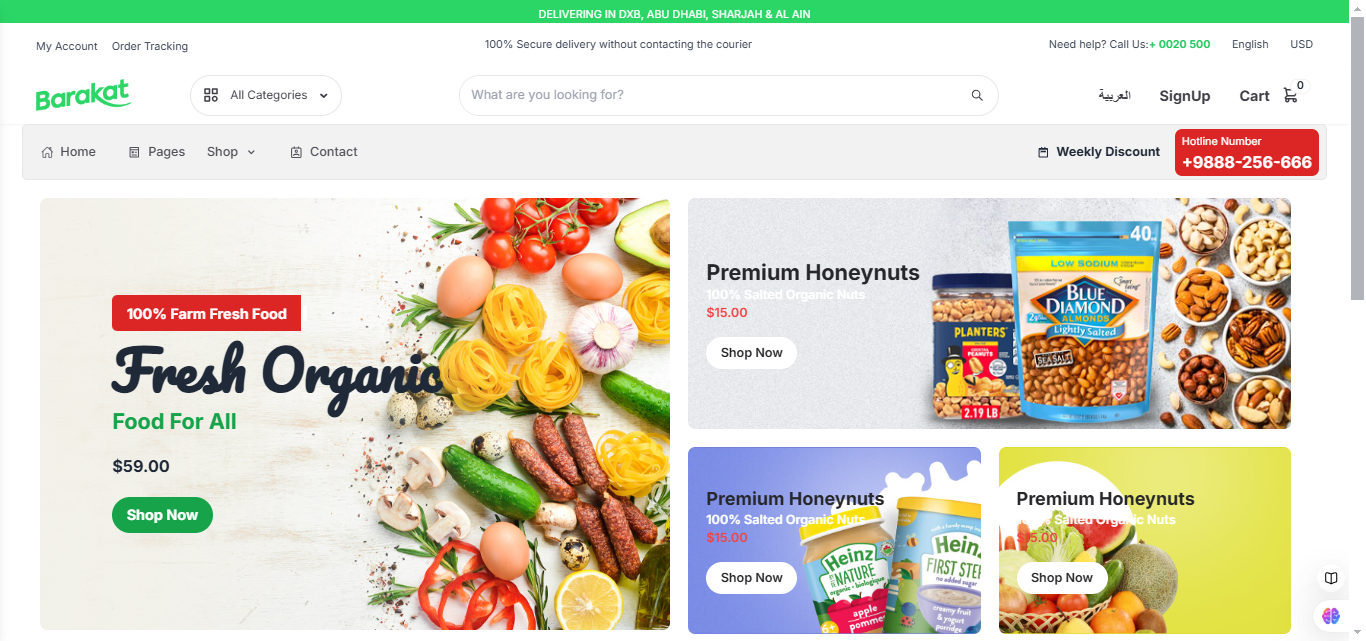 DELIVERING IN DXB, ABU DHABI, SHARJAH & AL AIN
My Account Order Tracking
100% Secure delivery without contacting the courier
Need help? Call Us:+ 0020 500 English USD
Barakat
All Categories
What are you looking for?
العربية SignUp Cart 0
Home Pages Shop Contact
Weekly Discount
Hotline Number
+9888-256-666
100% Farm Fresh Food
Fresh Organic
Food For All
$59.00
Shop Now
Premium Honeynuts
100% Salted Organic Nuts
$15.00
Shop Now
PLANTERS
PEANUTS
2.19 LB
40
LOW SODIUM
BLUE
DIAMOND
ALMONDS
Lightly Salted
SEA SALT
Premium Honeynuts
100% Salted Organic Nuts
$15.00
Shop Now
Heinz
BY NATURE
organic • biologique
apple
pomme
6+
Heinz
FIRST STE
no added sugar
creamy fruit
& yogurt
porridge
Premium Honeynuts
100% Salted Organic Nuts
$15.00
Shop Now